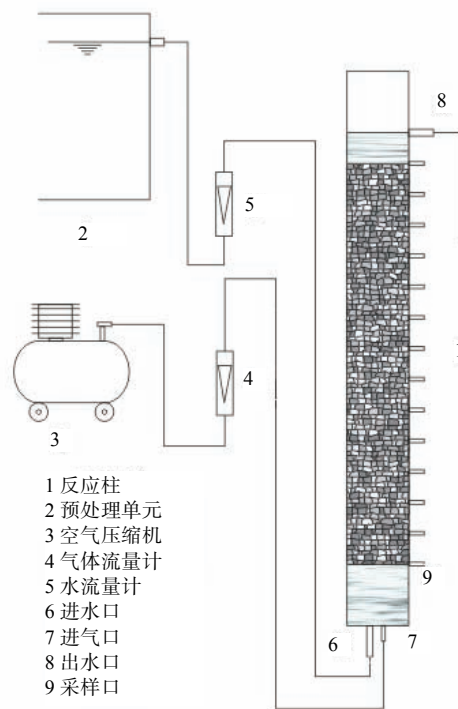 8
5
2
4
3
1 反应柱
2 预处理单元
3 空气压缩机
4 气体流量计
5 水流量计
6 进水口
7 进气口
8 出水口
9 采样口
9
6
7